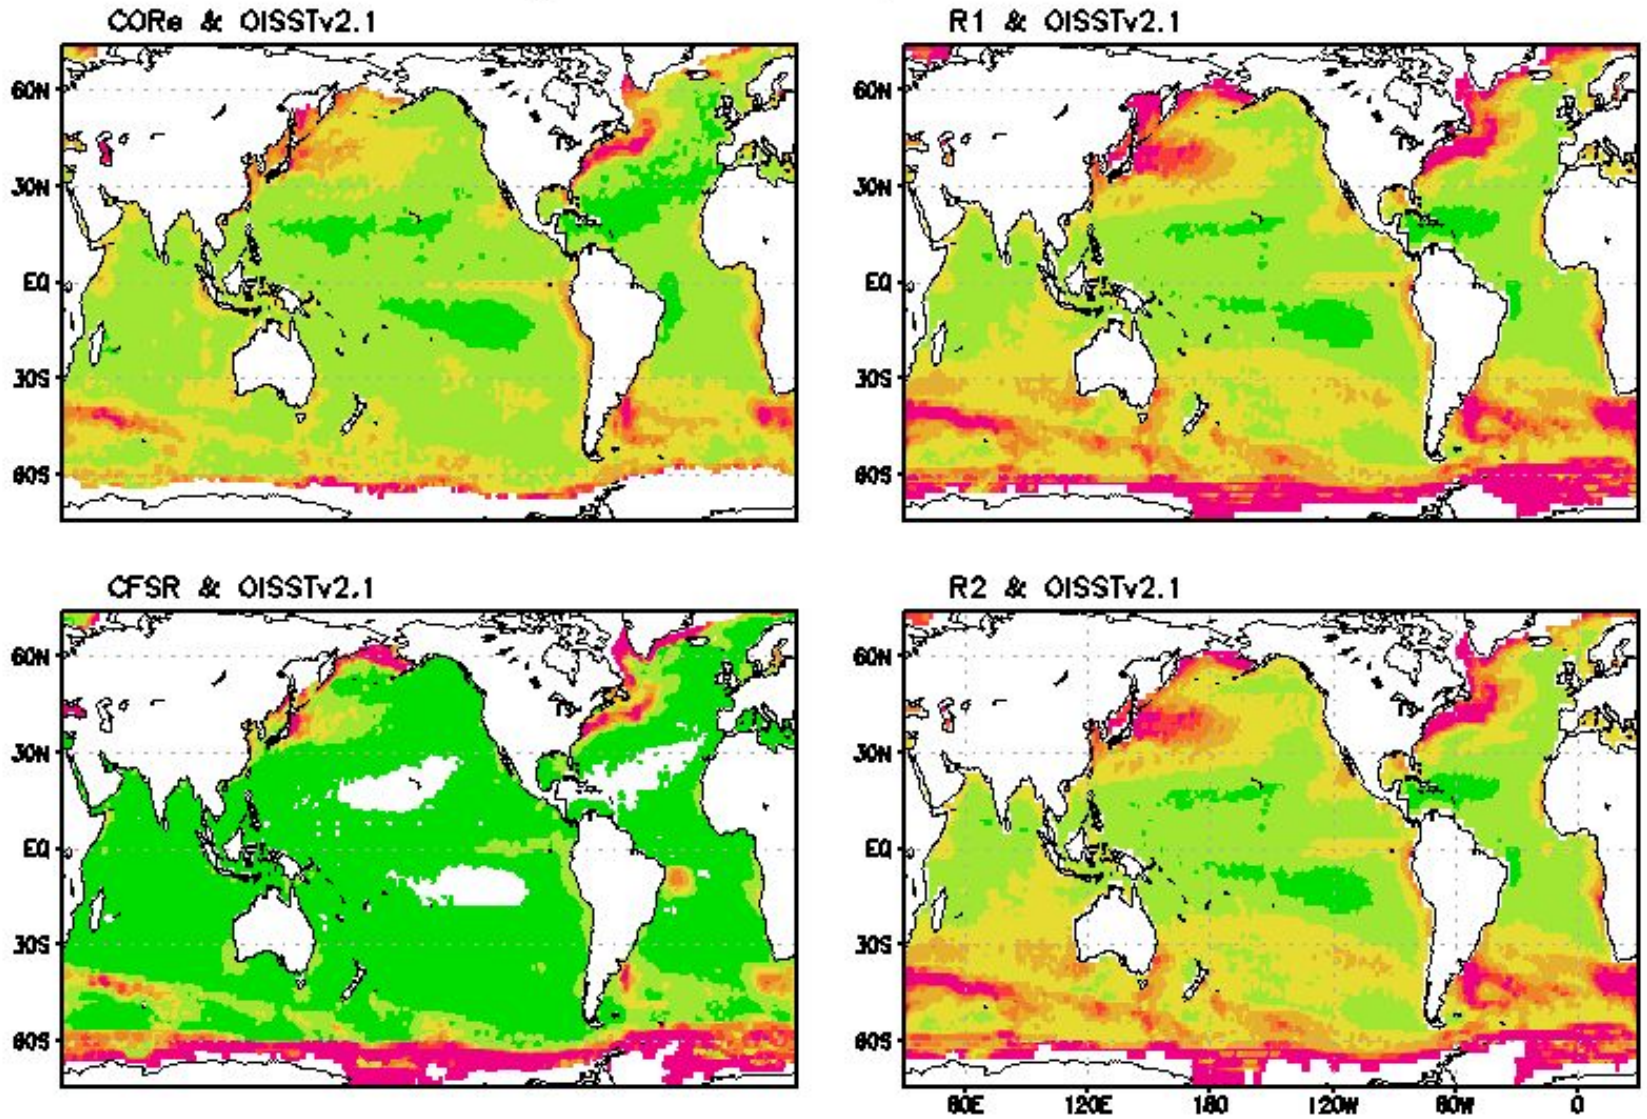 CORe & OISSTv2.1
60N
30N
EQ
30S
60S
R1 & OISSTv2.1
60N
30N
EQ
30S
60S
CFSR & OISSTv2.1
60N
30N
EQ
30S
60S
R2 & OISSTv2.1
60N
30N
EQ
30S
60S
60E 120E 180 120W 60W 0